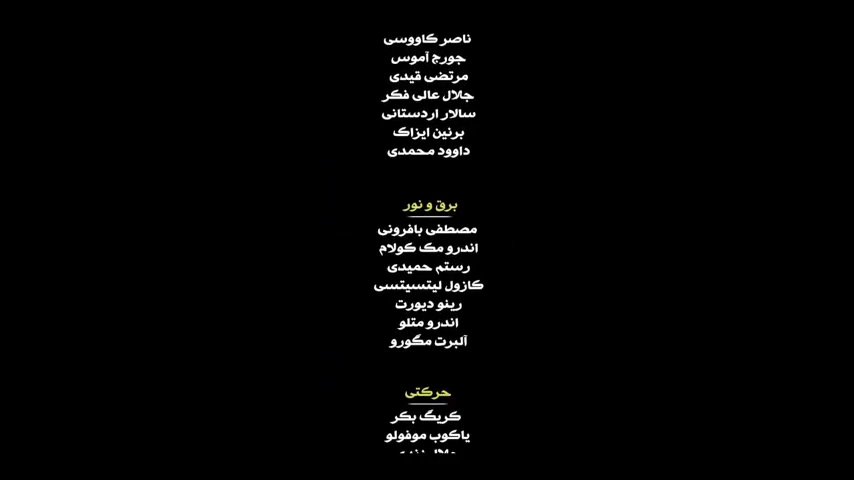 ناصر کاووسی
جورج آموس
مرتضی قیدی
جلال عالی فکر
سالار اردستانی
برنین ایزاک
داوود محمدی
برق و نور
مصطفی بافرونی
اندرو مک کولام
رستم حمیدی
کازول لیتسیتسی
رینو دیورت
اندرو متلو
آلبرت مگورو
حرکتی
کریگ بکر
یاکوب موفولو